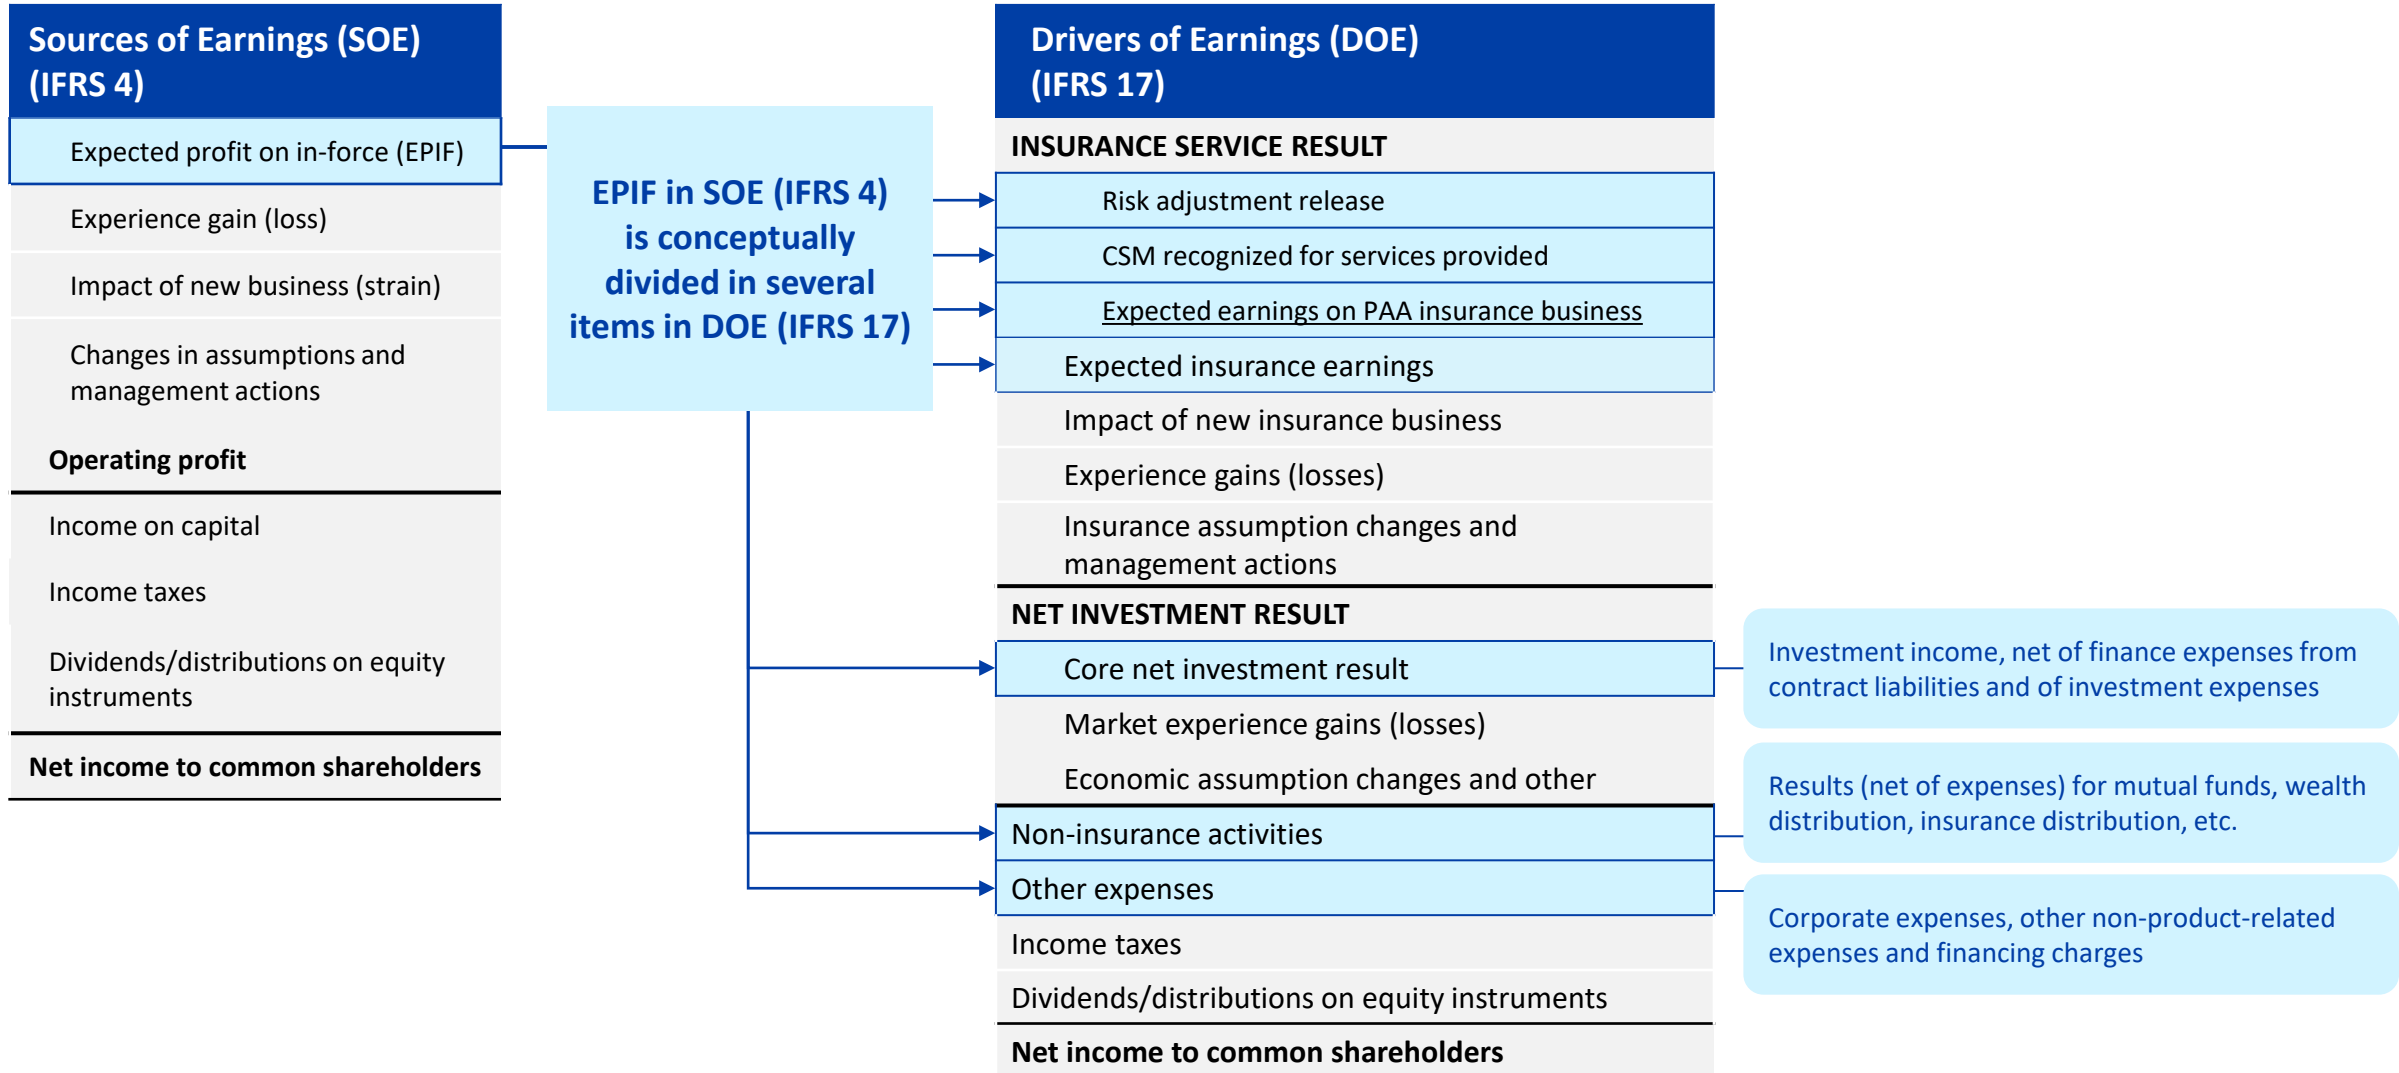 Sources of Earnings (SOE)
(IFRS 4)
Expected profit on in-force (EPIF)
Experience gain (loss)
Impact of new business (strain)
Changes in assumptions and
management actions
Operating profit
Income on capital
Income taxes
Dividends/distributions on equity
instruments
Net income to common shareholders
EPIF in SOE (IFRS 4)
is conceptually
divided in several
items in DOE (IFRS 17)
Drivers of Earnings (DOE)
(IFRS 17)
INSURANCE SERVICE RESULT
Risk adjustment release
CSM recognized for services provided
Expected earnings on PAA insurance business
Expected insurance earnings
Impact of new insurance business
Experience gains (losses)
Insurance assumption changes and
management actions
NET INVESTMENT RESULT
Core net investment result
Market experience gains (losses)
Economic assumption changes and other
Non-insurance activities
Other expenses
Income taxes
Dividends/distributions on equity instruments
Net income to common shareholders
Investment income, net of finance expenses from
contract liabilities and of investment expenses
Results (net of expenses) for mutual funds, wealth
distribution, insurance distribution, etc.
Corporate expenses, other non-product-related
expenses and financing charges